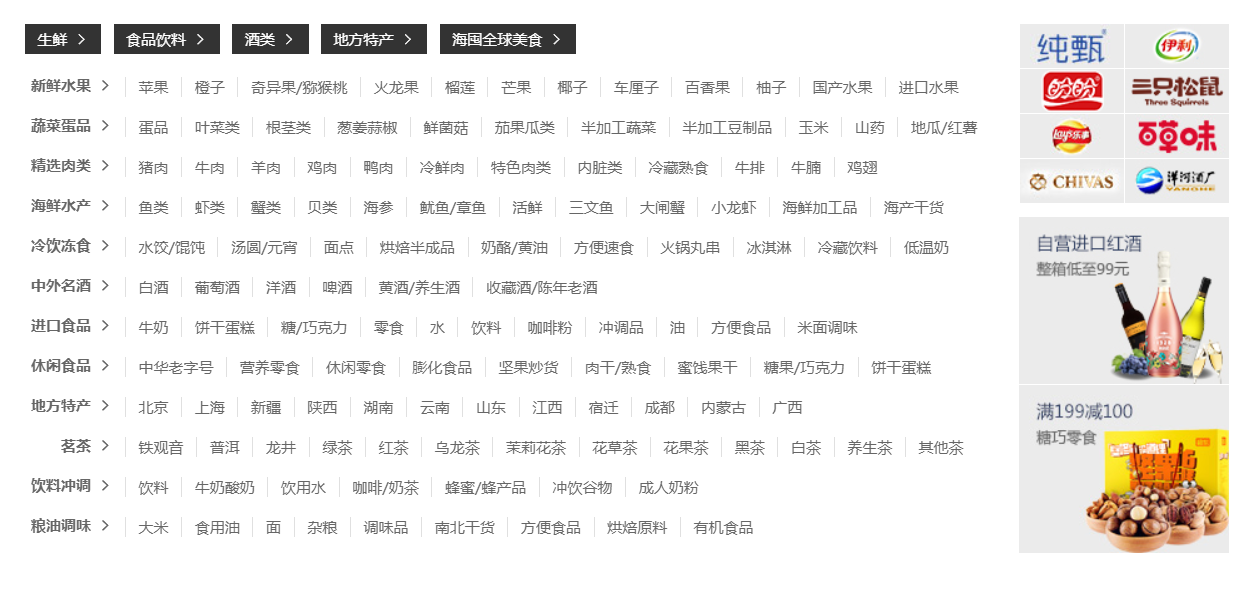 生鲜 食品饮料 酒类 地方特产 海囤全球美食
新鲜水果 苹果 橙子 奇异果/猕猴桃 火龙果 榴莲 芒果 椰子 车厘子 百香果 柚子 国产水果 进口水果
蔬菜蛋品 蛋品 叶菜类 根茎类 葱姜蒜椒 鲜菌菇 茄果瓜类 半加工蔬菜 半加工豆制品 玉米 山药 地瓜/红薯
精选肉类 猪肉 牛肉 羊肉 鸡肉 鸭肉 冷鲜肉 特色肉类 内脏类 冷藏熟食 牛排 牛腩 鸡翅
海鲜水产 鱼类 虾类 蟹类 贝类 海参 鱿鱼/章鱼 活鲜 三文鱼 大闸蟹 小龙虾 海鲜加工品 海产干货
冷饮冻食 水饺/馄饨 汤圆/元宵 面点 烘焙半成品 奶酪/黄油 方便速食 火锅丸串 冰淇淋 冷藏饮料 低温奶
中外名酒 白酒 葡萄酒 洋酒 啤酒 黄酒/养生酒 收藏酒/陈年老酒
进口食品 牛奶 饼干蛋糕 糖/巧克力 零食 水 饮料 咖啡粉 冲调品 油 方便食品 米面调味
休闲食品 中华老字号 营养零食 休闲零食 膨化食品 坚果炒货 肉干/熟食 蜜饯果干 糖果/巧克力 饼干蛋糕
地方特产 北京 上海 新疆 陕西 湖南 云南 山东 江西 宿迁 成都 内蒙古 广西
茗茶 铁观音 普洱 龙井 绿茶 红茶 乌龙茶 茉莉花茶 花草茶 花果茶 黑茶 白茶 养生茶 其他茶
饮料冲调 饮料 牛奶酸奶 饮用水 咖啡/奶茶 蜂蜜/蜂产品 冲饮谷物 成人奶粉
粮油调味 大米 食用油 面 杂粮 调味品 南北干货 方便食品 烘焙原料 有机食品
纯甄 伊利
盼盼 三只松鼠
Three Squirrels
Lay's乐事 百草味
CHIVAS 洋河酒厂
YANGHE
自营进口红酒
整箱低至99元
满199减100
糖巧零食